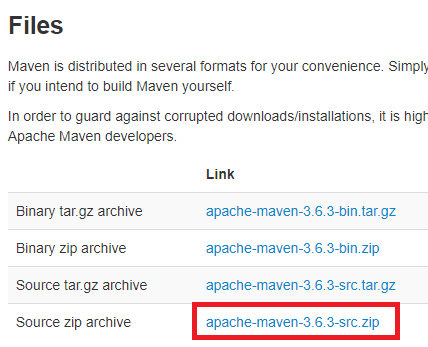 Files
Maven is distributed in several formats for your convenience. Simply
if you intend to build Maven yourself.
In order to guard against corrupted downloads/installations, it is
Apache Maven developers.
Link
Binary tar.gz archive apache-maven-3.6.3-bin.tar.gz
Binary zip archive apache-maven-3.6.3-bin.zip
Source tar.gz archive apache-maven-3.6.3-src.tar.gz
Source zip archive apache-maven-3.6.3-src.zip